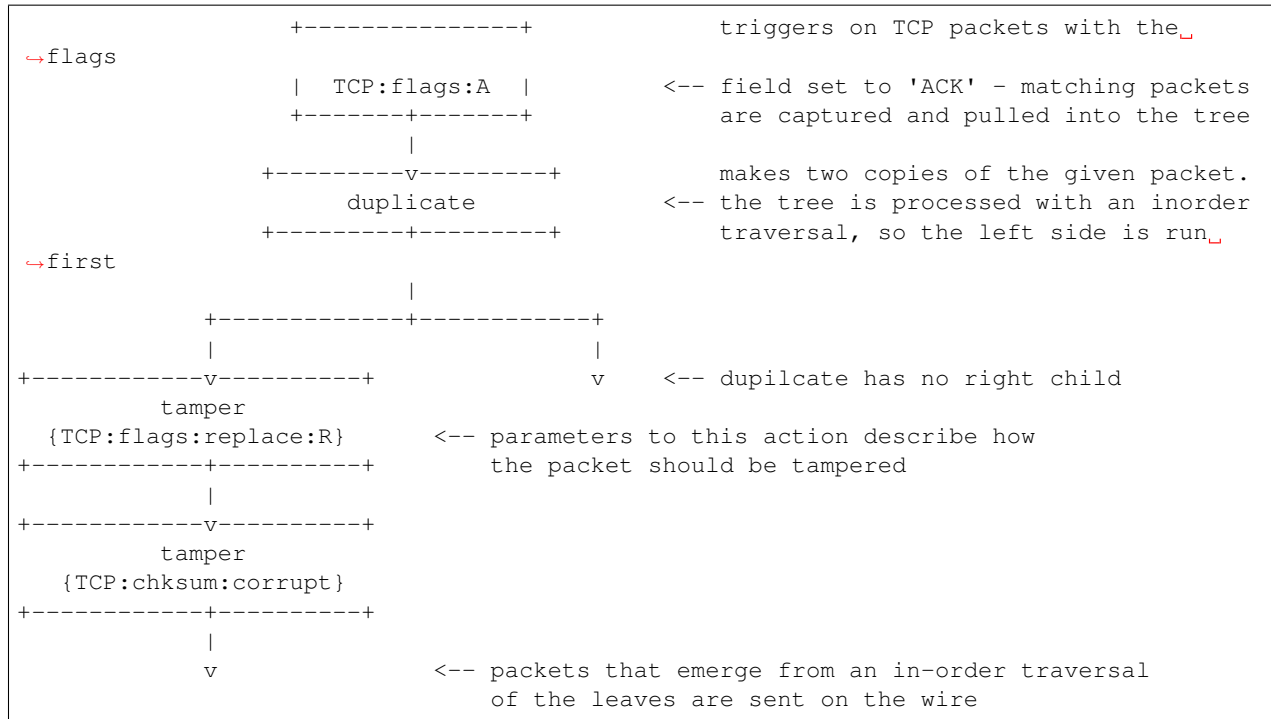 +---------------+ triggers on TCP packets with the␣
↪flags
| TCP:flags:A | <-- field set to 'ACK' - matching packets
+-------+-------+ are captured and pulled into the tree
|
+---------v---------+ makes two copies of the given packet.
duplicate <-- the tree is processed with an inorder
+---------+---------+ traversal, so the left side is run␣
↪first
|
+-------------+------------+
| |
+------------v----------+ v <-- dupilcate has no right child
tamper
{TCP:flags:replace:R} <-- parameters to this action describe how
+------------+----------+ the packet should be tampered
|
+------------v----------+
tamper
{TCP:chksum:corrupt}
+------------+----------+
|
v <-- packets that emerge from an in-order traversal
of the leaves are sent on the wire